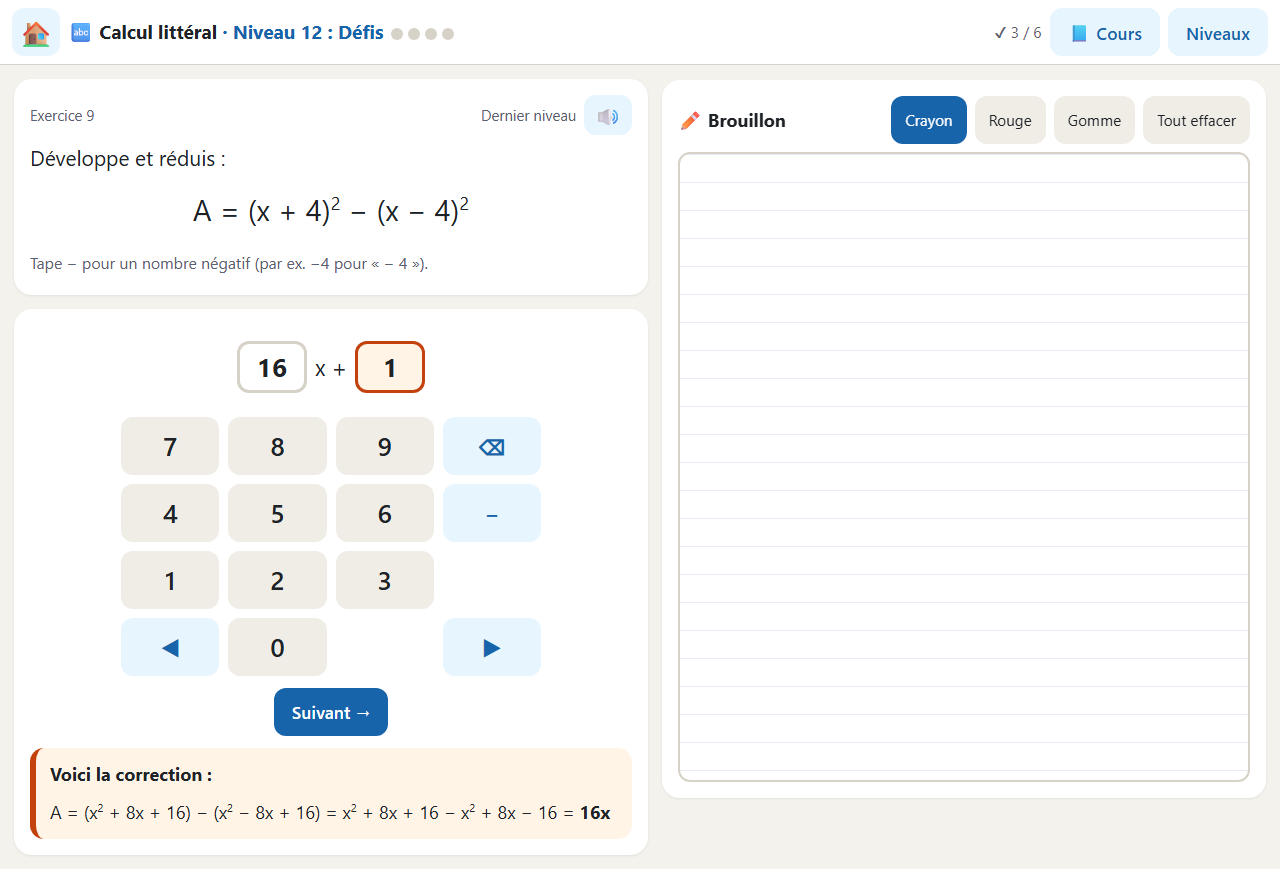 abc Calcul littéral · Niveau 12 : Défis
✓ 3 / 6
Cours
Niveaux
Exercice 9
Dernier niveau
Développe et réduis :
A = (x + 4)² − (x − 4)²
Tape − pour un nombre négatif (par ex. −4 pour « − 4 »).
16 x + 1
7 8 9 ⌫
4 5 6 −
1 2 3
◀ 0 ▶
Suivant →
Voici la correction :
A = (x² + 8x + 16) − (x² − 8x + 16) = x² + 8x + 16 − x² + 8x − 16 = 16x
Brouillon
Crayon
Rouge
Gomme
Tout effacer